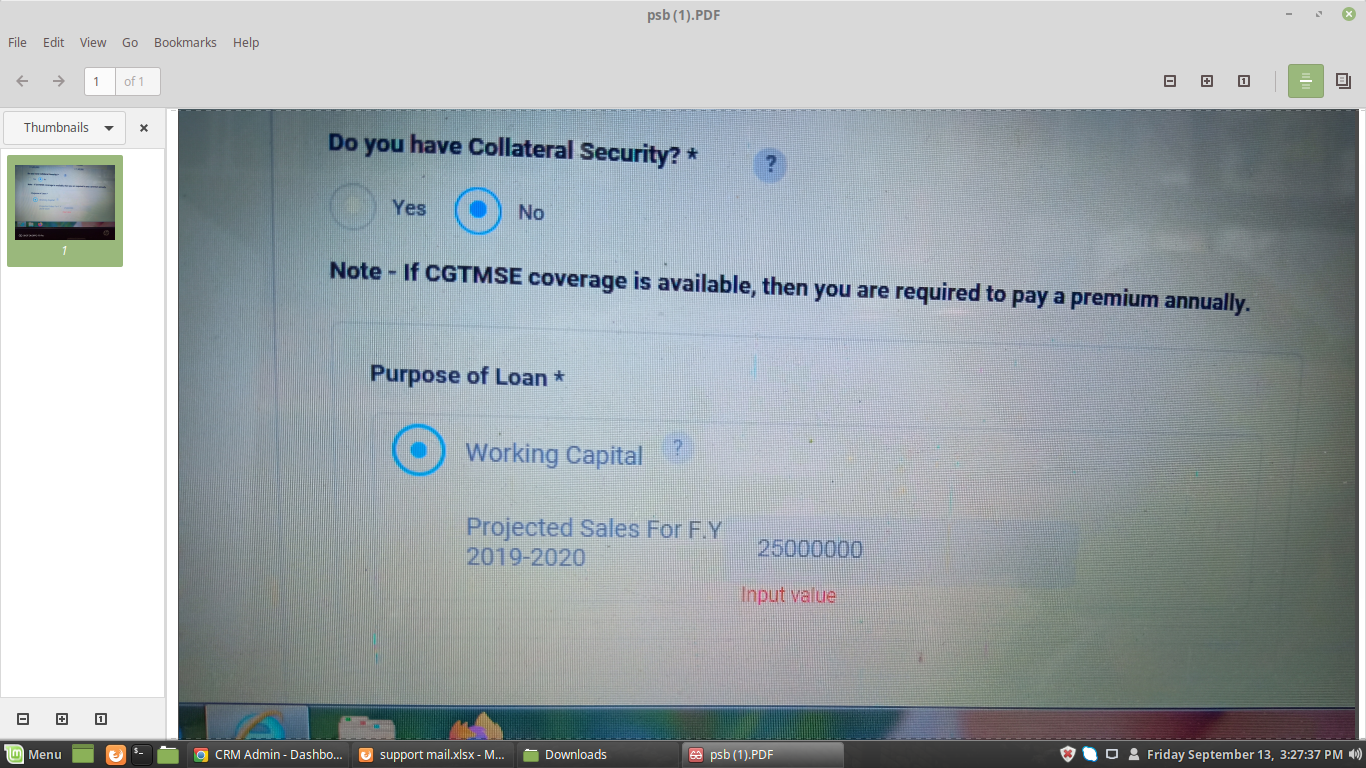 psb (1).PDF
File Edit View Go Bookmarks Help
1 of 1
Thumbnails
1
Do you have Collateral Security? * ?
Yes No
Note - If CGTMSE coverage is available, then you are required to pay a premium annually.
Purpose of Loan *
Working Capital ?
Projected Sales For F.Y
2019-2020
25000000
Input value
Menu CRM Admin - Dashbo... support mail.xlsx - M... Downloads psb (1).PDF Friday September 13, 3:27:37 PM